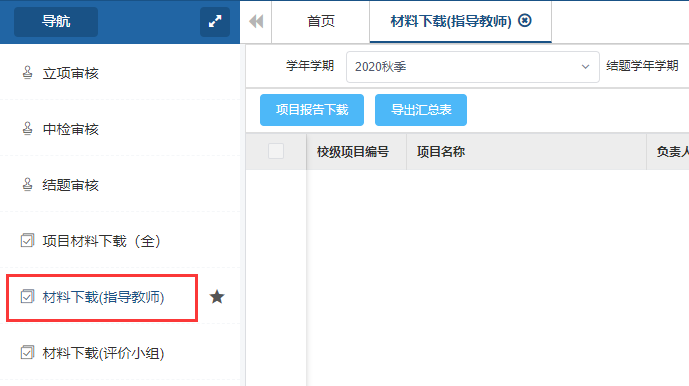 导航
首页
材料下载(指导教师)
立项审核
中检审核
结题审核
项目材料下载（全）
材料下载(指导教师)
材料下载(评价小组)
学年学期
2020秋季
结题学年学期
项目报告下载
导出汇总表
校级项目编号
项目名称
负责人